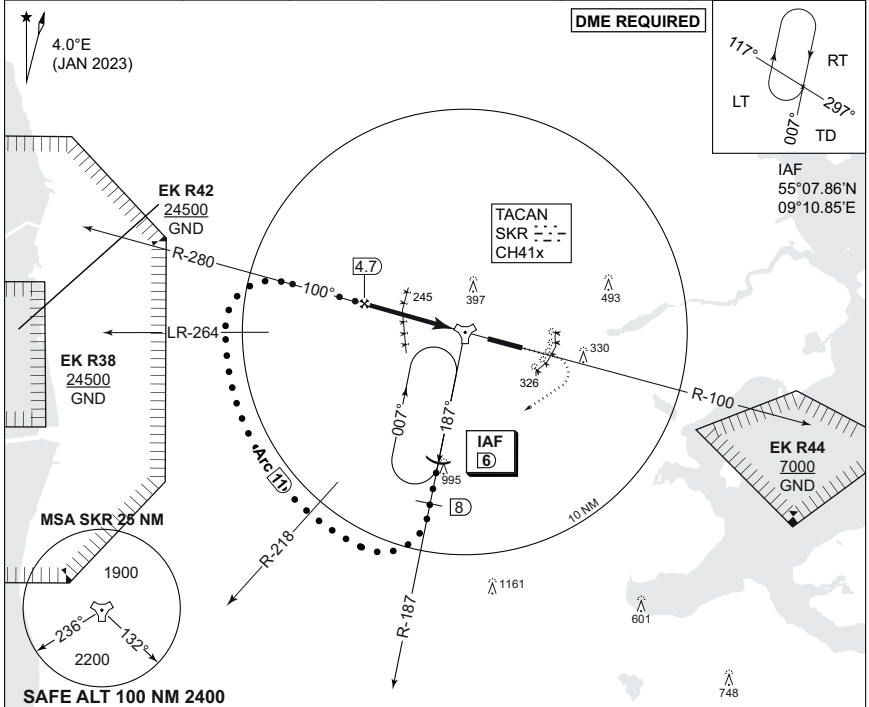 4.0°E
(JAN 2023)
DME REQUIRED
117°
RT
LT
297°
007°
TD
IAF
55°07.86'N
09°10.85'E
EK R42
24500
GND
R-280
TACAN
SKR
CH41x
4.7
100°
245
397
493
LR-264
EK R38
24500
GND
330
326
R-100
007°
187°
IAF
6
995
EK R44
7000
GND
Arc 11
8
10 NM
MSA SKR 25 NM
R-218
1900
236°
132°
2200
R-187
1161
601
748
SAFE ALT 100 NM 2400